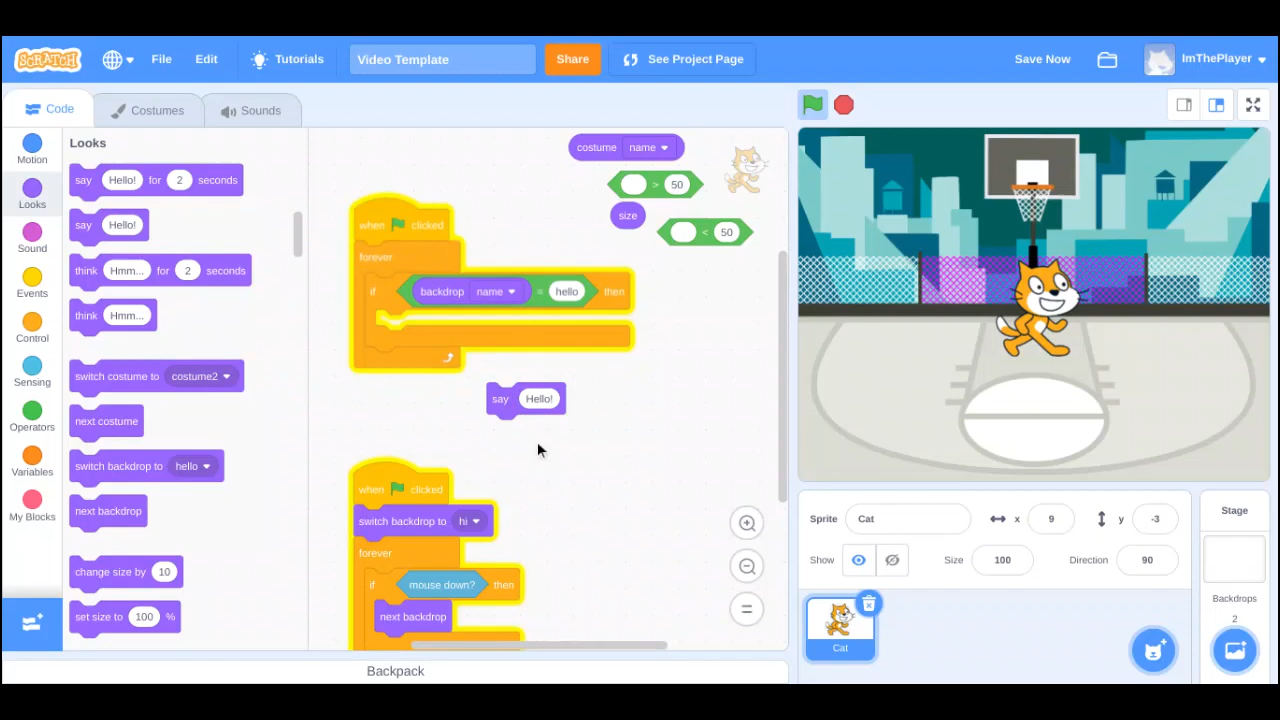 SCRATCH File Edit Tutorials Video Template Share See Project Page Save Now ImThePlayer
Code Costumes Sounds
Motion
Looks
Sound
Events
Control
Sensing
Operators
Variables
My Blocks
Looks
say Hello! for 2 seconds
say Hello!
think Hmm... for 2 seconds
think Hmm...
switch costume to costume2
next costume
switch backdrop to hello
next backdrop
change size by 10
set size to 100 %
costume name
> 50
size
< 50
when clicked
forever
if backdrop name = hello then
say Hello!
when clicked
switch backdrop to hi
forever
if mouse down? then
next backdrop
Backpack
Sprite Cat x 9 y -3
Show Size 100 Direction 90
Cat
Stage
Backdrops
2